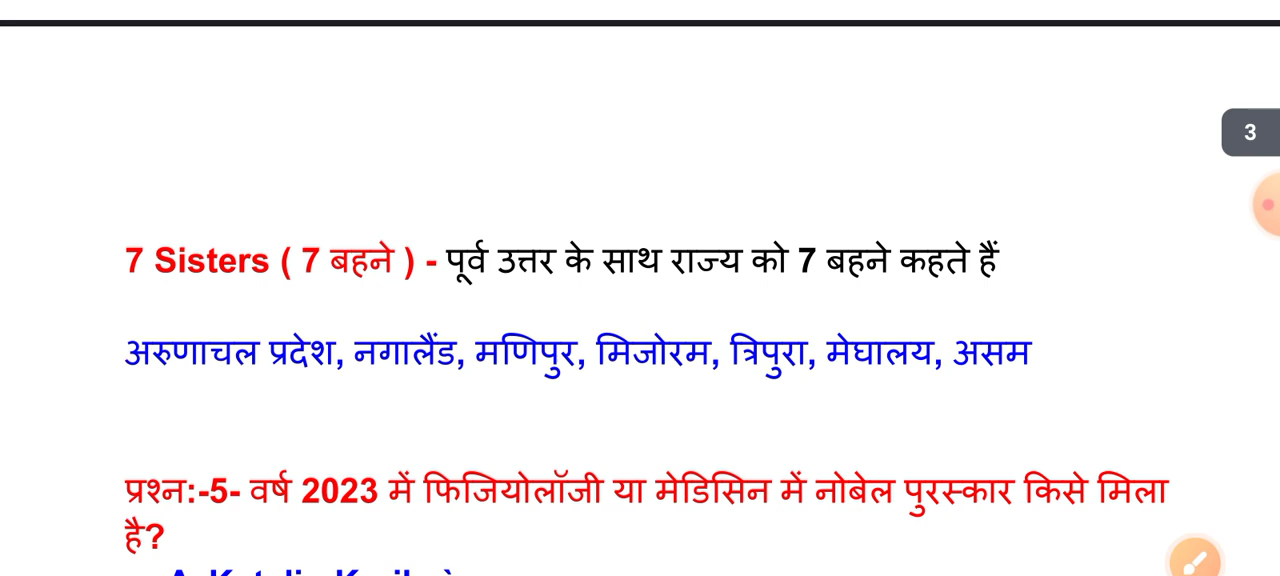 3
7 Sisters ( 7 बहने ) - पूर्व उत्तर के साथ राज्य को 7 बहने कहते हैं
अरुणाचल प्रदेश, नगालैंड, मणिपुर, मिजोरम, त्रिपुरा, मेघालय, असम
प्रश्न:-5- वर्ष 2023 में फिजियोलॉजी या मेडिसिन में नोबेल पुरस्कार किसे मिला
है?